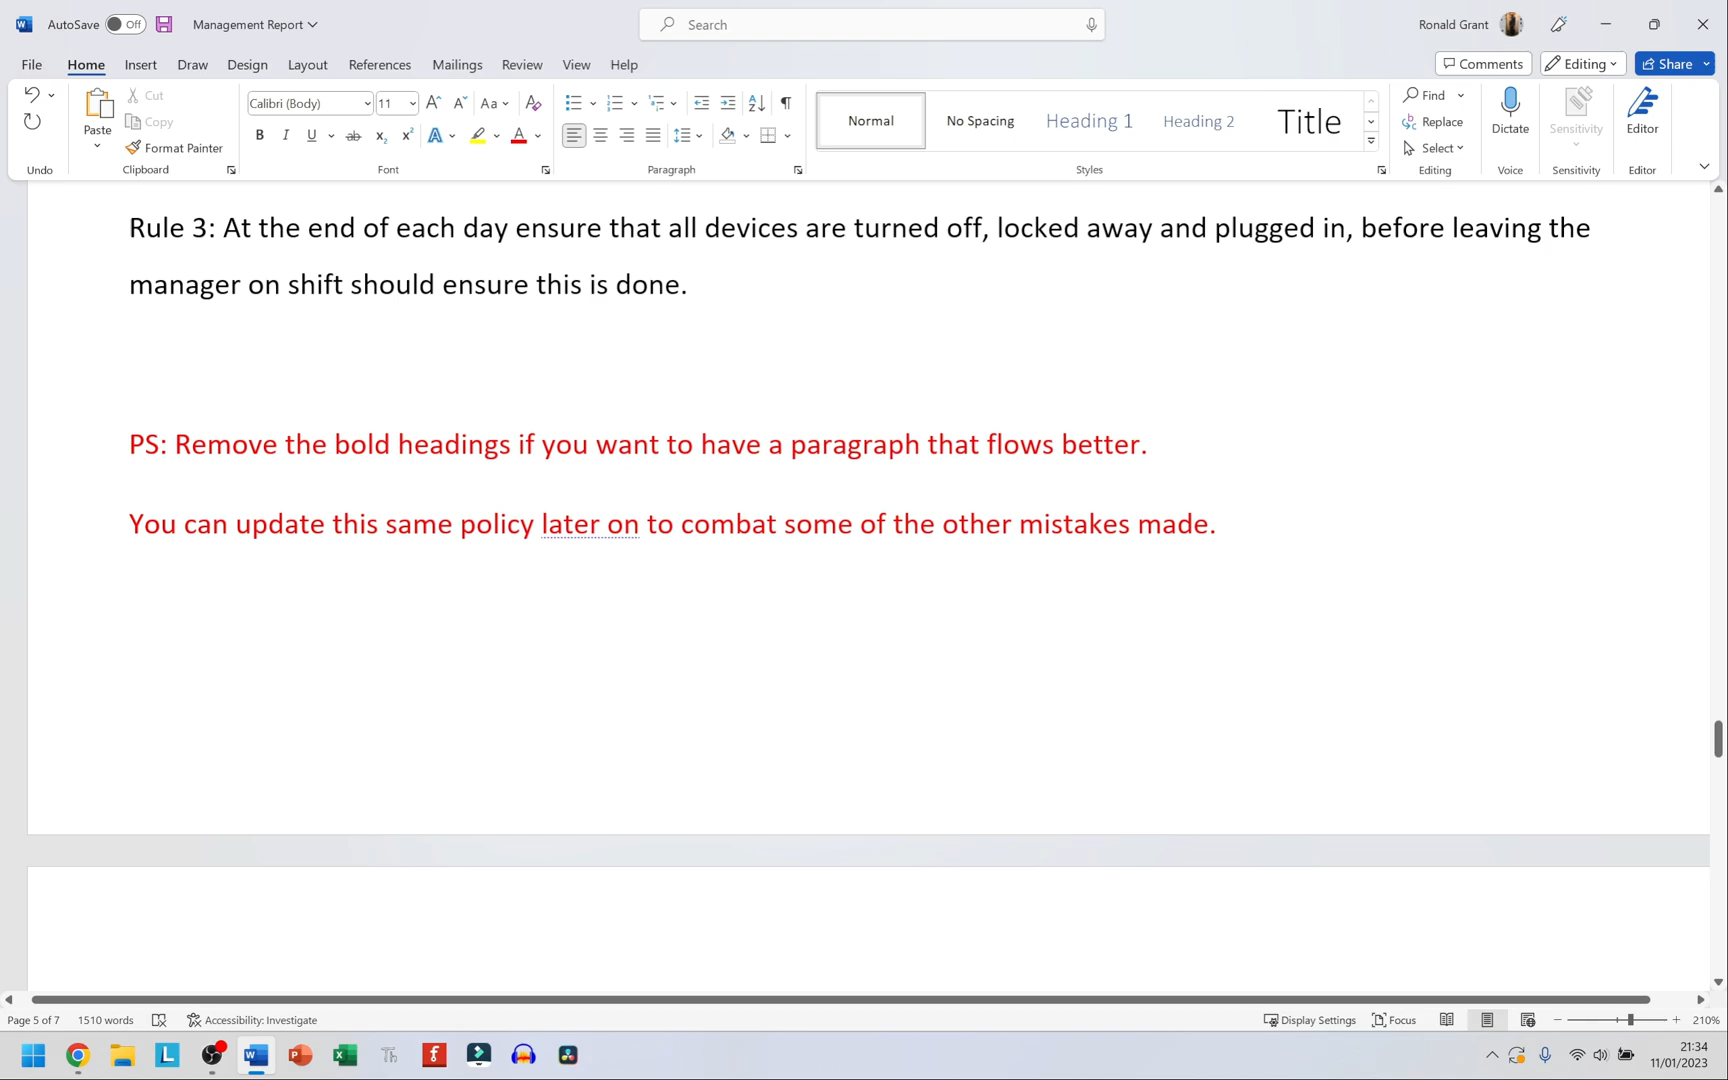 AutoSave Off Management Report Search Ronald Grant
File Home Insert Draw Design Layout References Mailings Review View Help Comments Editing Share
Calibri (Body) 11 Aa
Cut
Copy
Format Painter
Paste
Normal No Spacing Heading 1 Heading 2 Title
Find
Replace
Select
Dictate Sensitivity Editor
Undo Clipboard Font Paragraph Styles Editing Voice Sensitivity Editor
Rule 3: At the end of each day ensure that all devices are turned off, locked away and plugged in, before leaving the
manager on shift should ensure this is done.
PS: Remove the bold headings if you want to have a paragraph that flows better.
You can update this same policy later on to combat some of the other mistakes made.
Page 5 of 7 1510 words Accessibility: Investigate Display Settings Focus 210%
21:34
11/01/2023